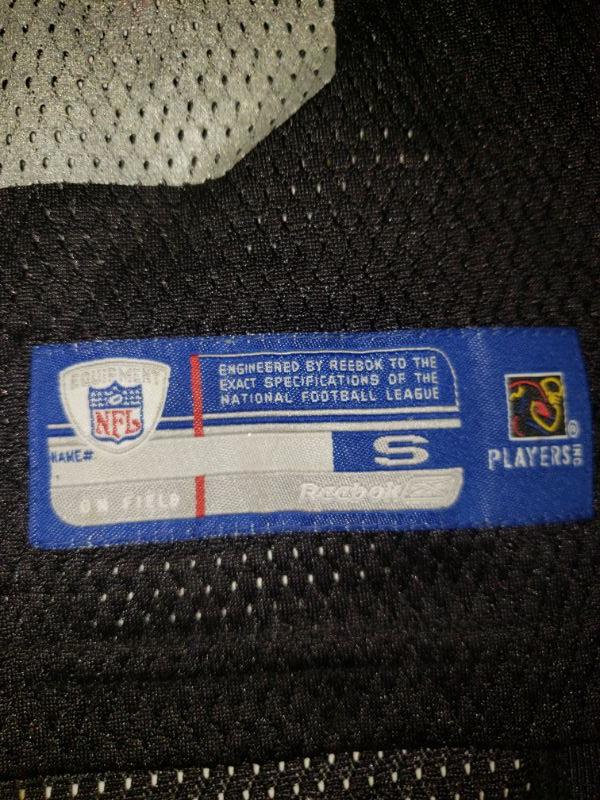 EQUIPMENT
NFL
ENGINEERED BY REEBOK TO THE
EXACT SPECIFICATIONS OF THE
NATIONAL FOOTBALL LEAGUE
NAME#
S
ON FIELD
Reebok
PLAYERS INC
®